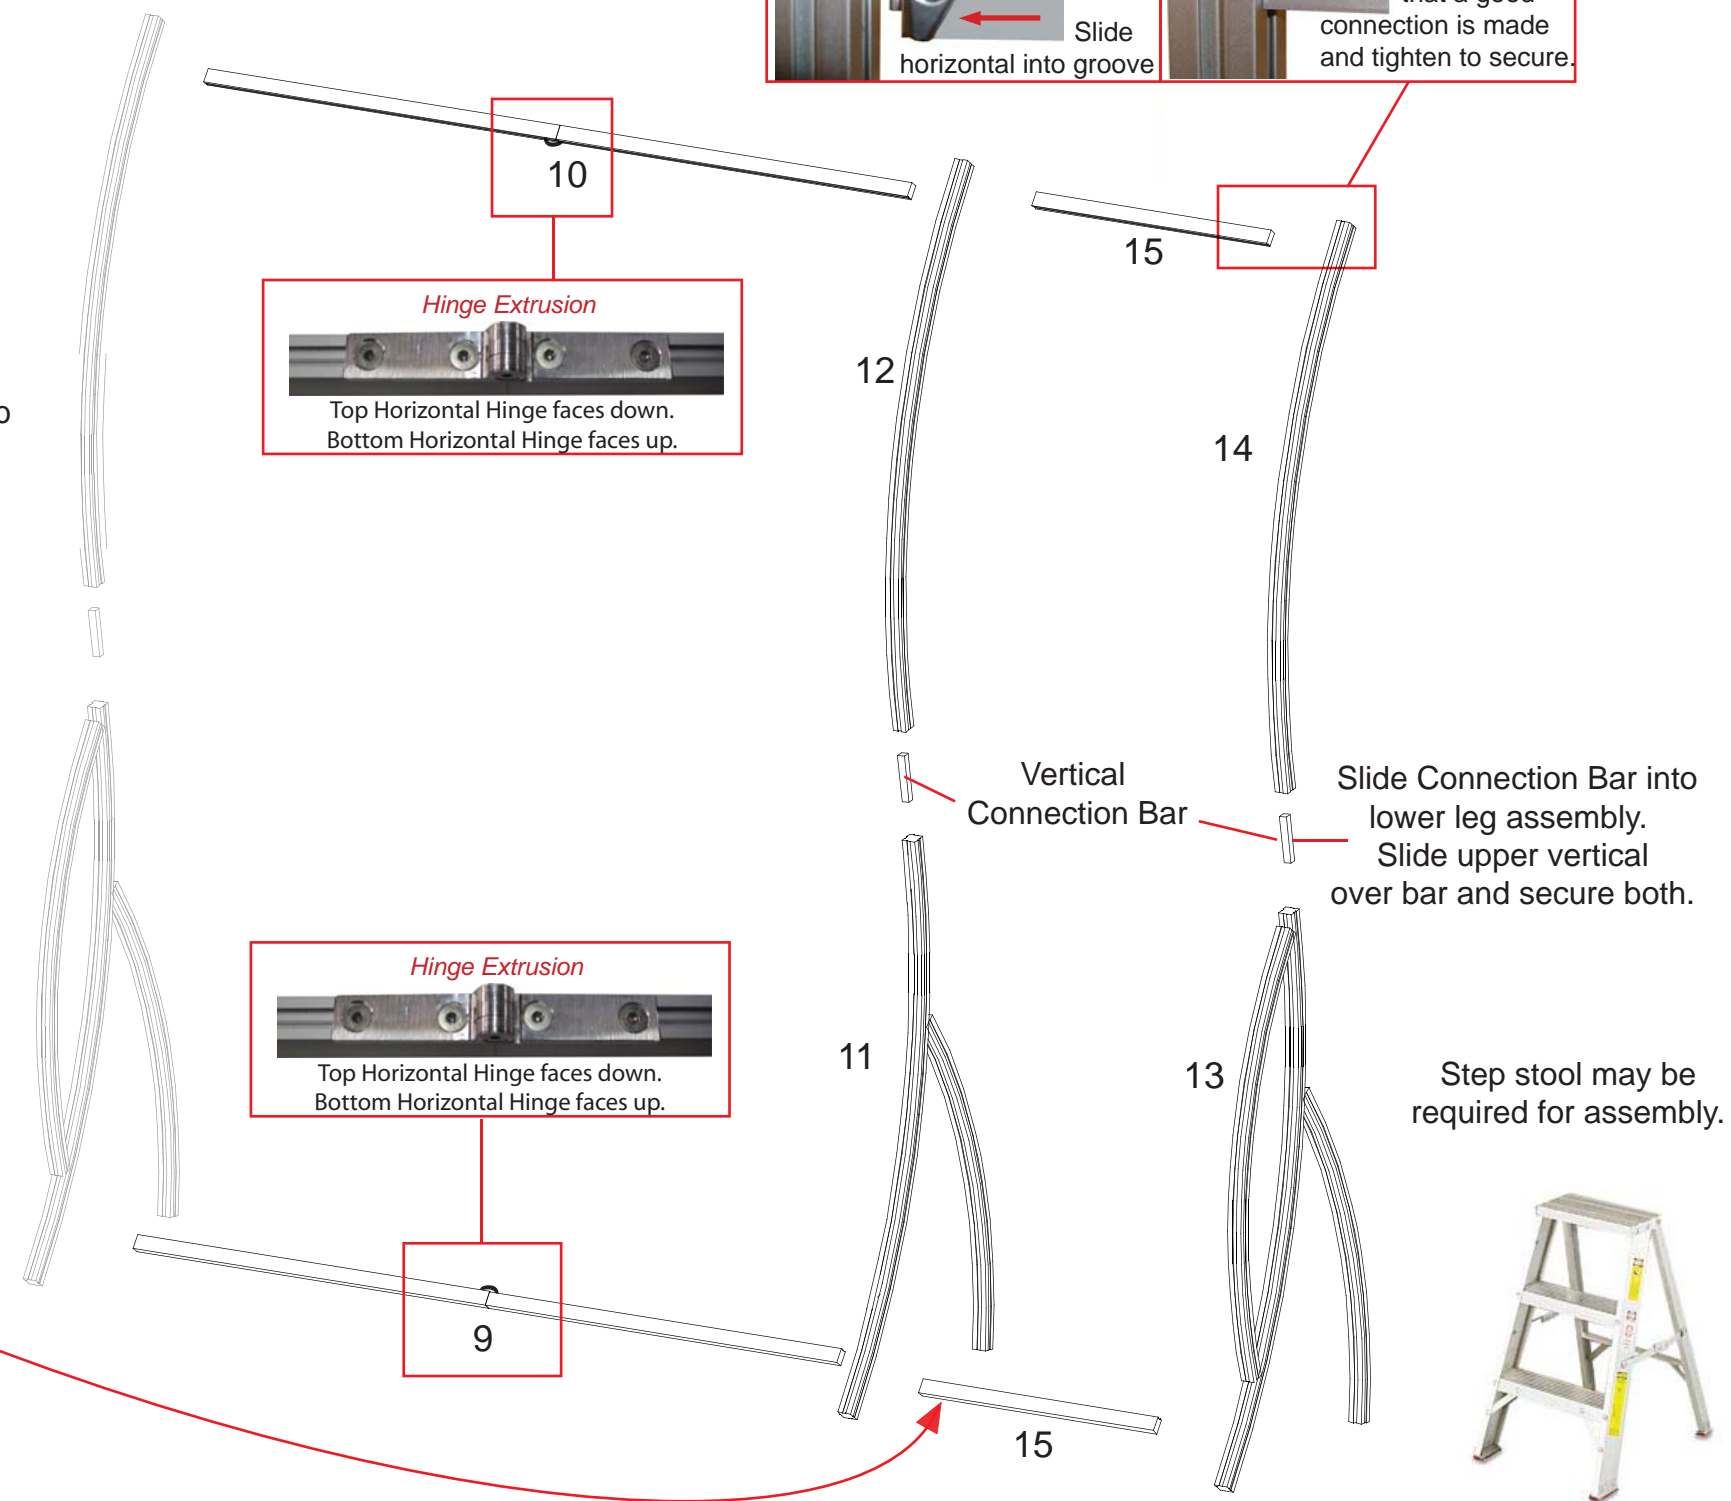 Slide
horizontal into groove
that a good
connection is made
and tighten to secure.
10
15
Hinge Extrusion
Top Horizontal Hinge faces down.
Bottom Horizontal Hinge faces up.
12
14
Vertical
Connection Bar
Slide Connection Bar into
lower leg assembly.
Slide upper vertical
over bar and secure both.
Hinge Extrusion
Top Horizontal Hinge faces down.
Bottom Horizontal Hinge faces up.
11
13
Step stool may be
required for assembly.
9
15